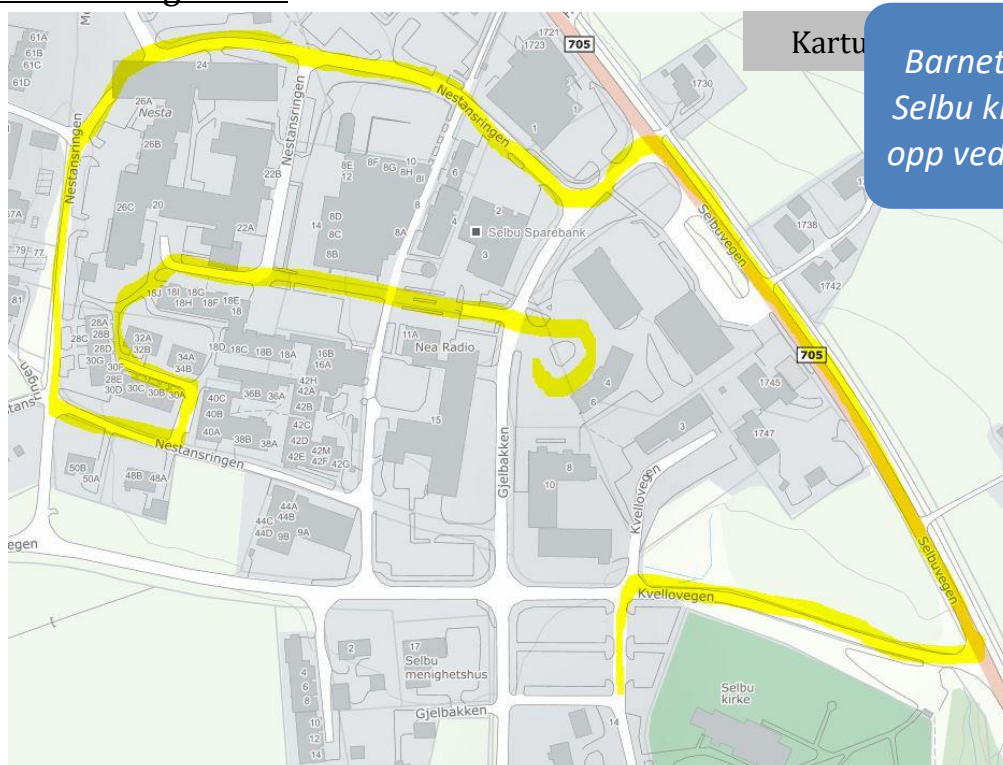 Kartu
Barnet
Selbu ki
opp ved
705
1721
1723
61A
61B
61C
61D
24
26A
Nesta
26B
Nestansringen
Nestansringen
Nestansringen
1
1
1730
8E
12
8F
8G
10
8H
8I
6
22B
26C
20
22A
14
8D
8C
8B
8
8A
4
2
Selbu Sparebank
3
Selbuvegen
1738
1742
79
77
81
18J
18I
18G
18H
18F
18E
18
28A
28B
28C
28D
30G
30F
28E
30D
30C
30B
30A
32A
32B
34A
34B
18D
18C
18B
18A
16B
16A
11A
Nea Radio
705
1745
1747
4
6
3
15
40C
40B
40A
36B
36A
38B
38A
42H
42A
42B
42C
42D
42E
42M
42F
42G
Nestansringen
50B
50A
48B
48A
44A
44B
44C
44D
9B
9A
Gjelbakken
8
10
Kvellovegen
egen
Kvellovegen
Selbuvegen
2
17
Selbu
menighetshus
4
6
8
10
12
14
Gjelbakken
14
Selbu
kirke